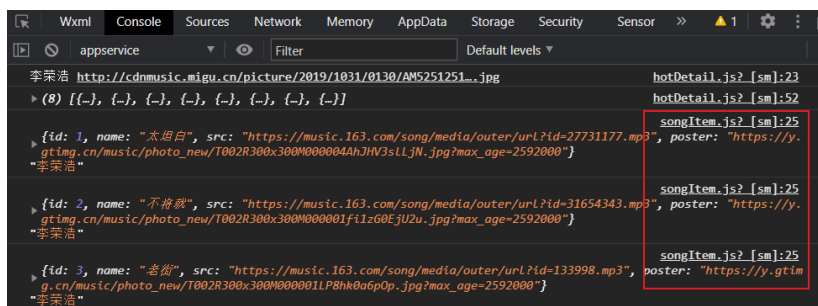 Wxml Console Sources Network Memory AppData Storage Security Sensor » 1
appservice Filter Default levels
李荣浩 http://cdnmusic.migu.cn/picture/2019/1031/0130/AM5251251….jpg hotDetail.js? [sm]:23
(8) [{…}, {…}, {…}, {…}, {…}, {…}, {…}, {…}] hotDetail.js? [sm]:52
songItem.js? [sm]:25
{id: 1, name: "太坦白", src: "https://music.163.com/song/media/outer/url?id=27731177.mp3", poster: "https://y.
gtimg.cn/music/photo_new/T002R300x300M000004AhJHV3slLjN.jpg?max_age=2592000"}
"李荣浩"
songItem.js? [sm]:25
{id: 2, name: "不将就", src: "https://music.163.com/song/media/outer/url?id=31654343.mp3", poster: "https://y.
gtimg.cn/music/photo_new/T002R300x300M000001fi1zG0EjU2u.jpg?max_age=2592000"}
"李荣浩"
songItem.js? [sm]:25
{id: 3, name: "老街", src: "https://music.163.com/song/media/outer/url?id=133998.mp3", poster: "https://y.gtim
g.cn/music/photo_new/T002R300x300M000001lP8hk0a6pOp.jpg?max_age=2592000"}
"李荣浩"